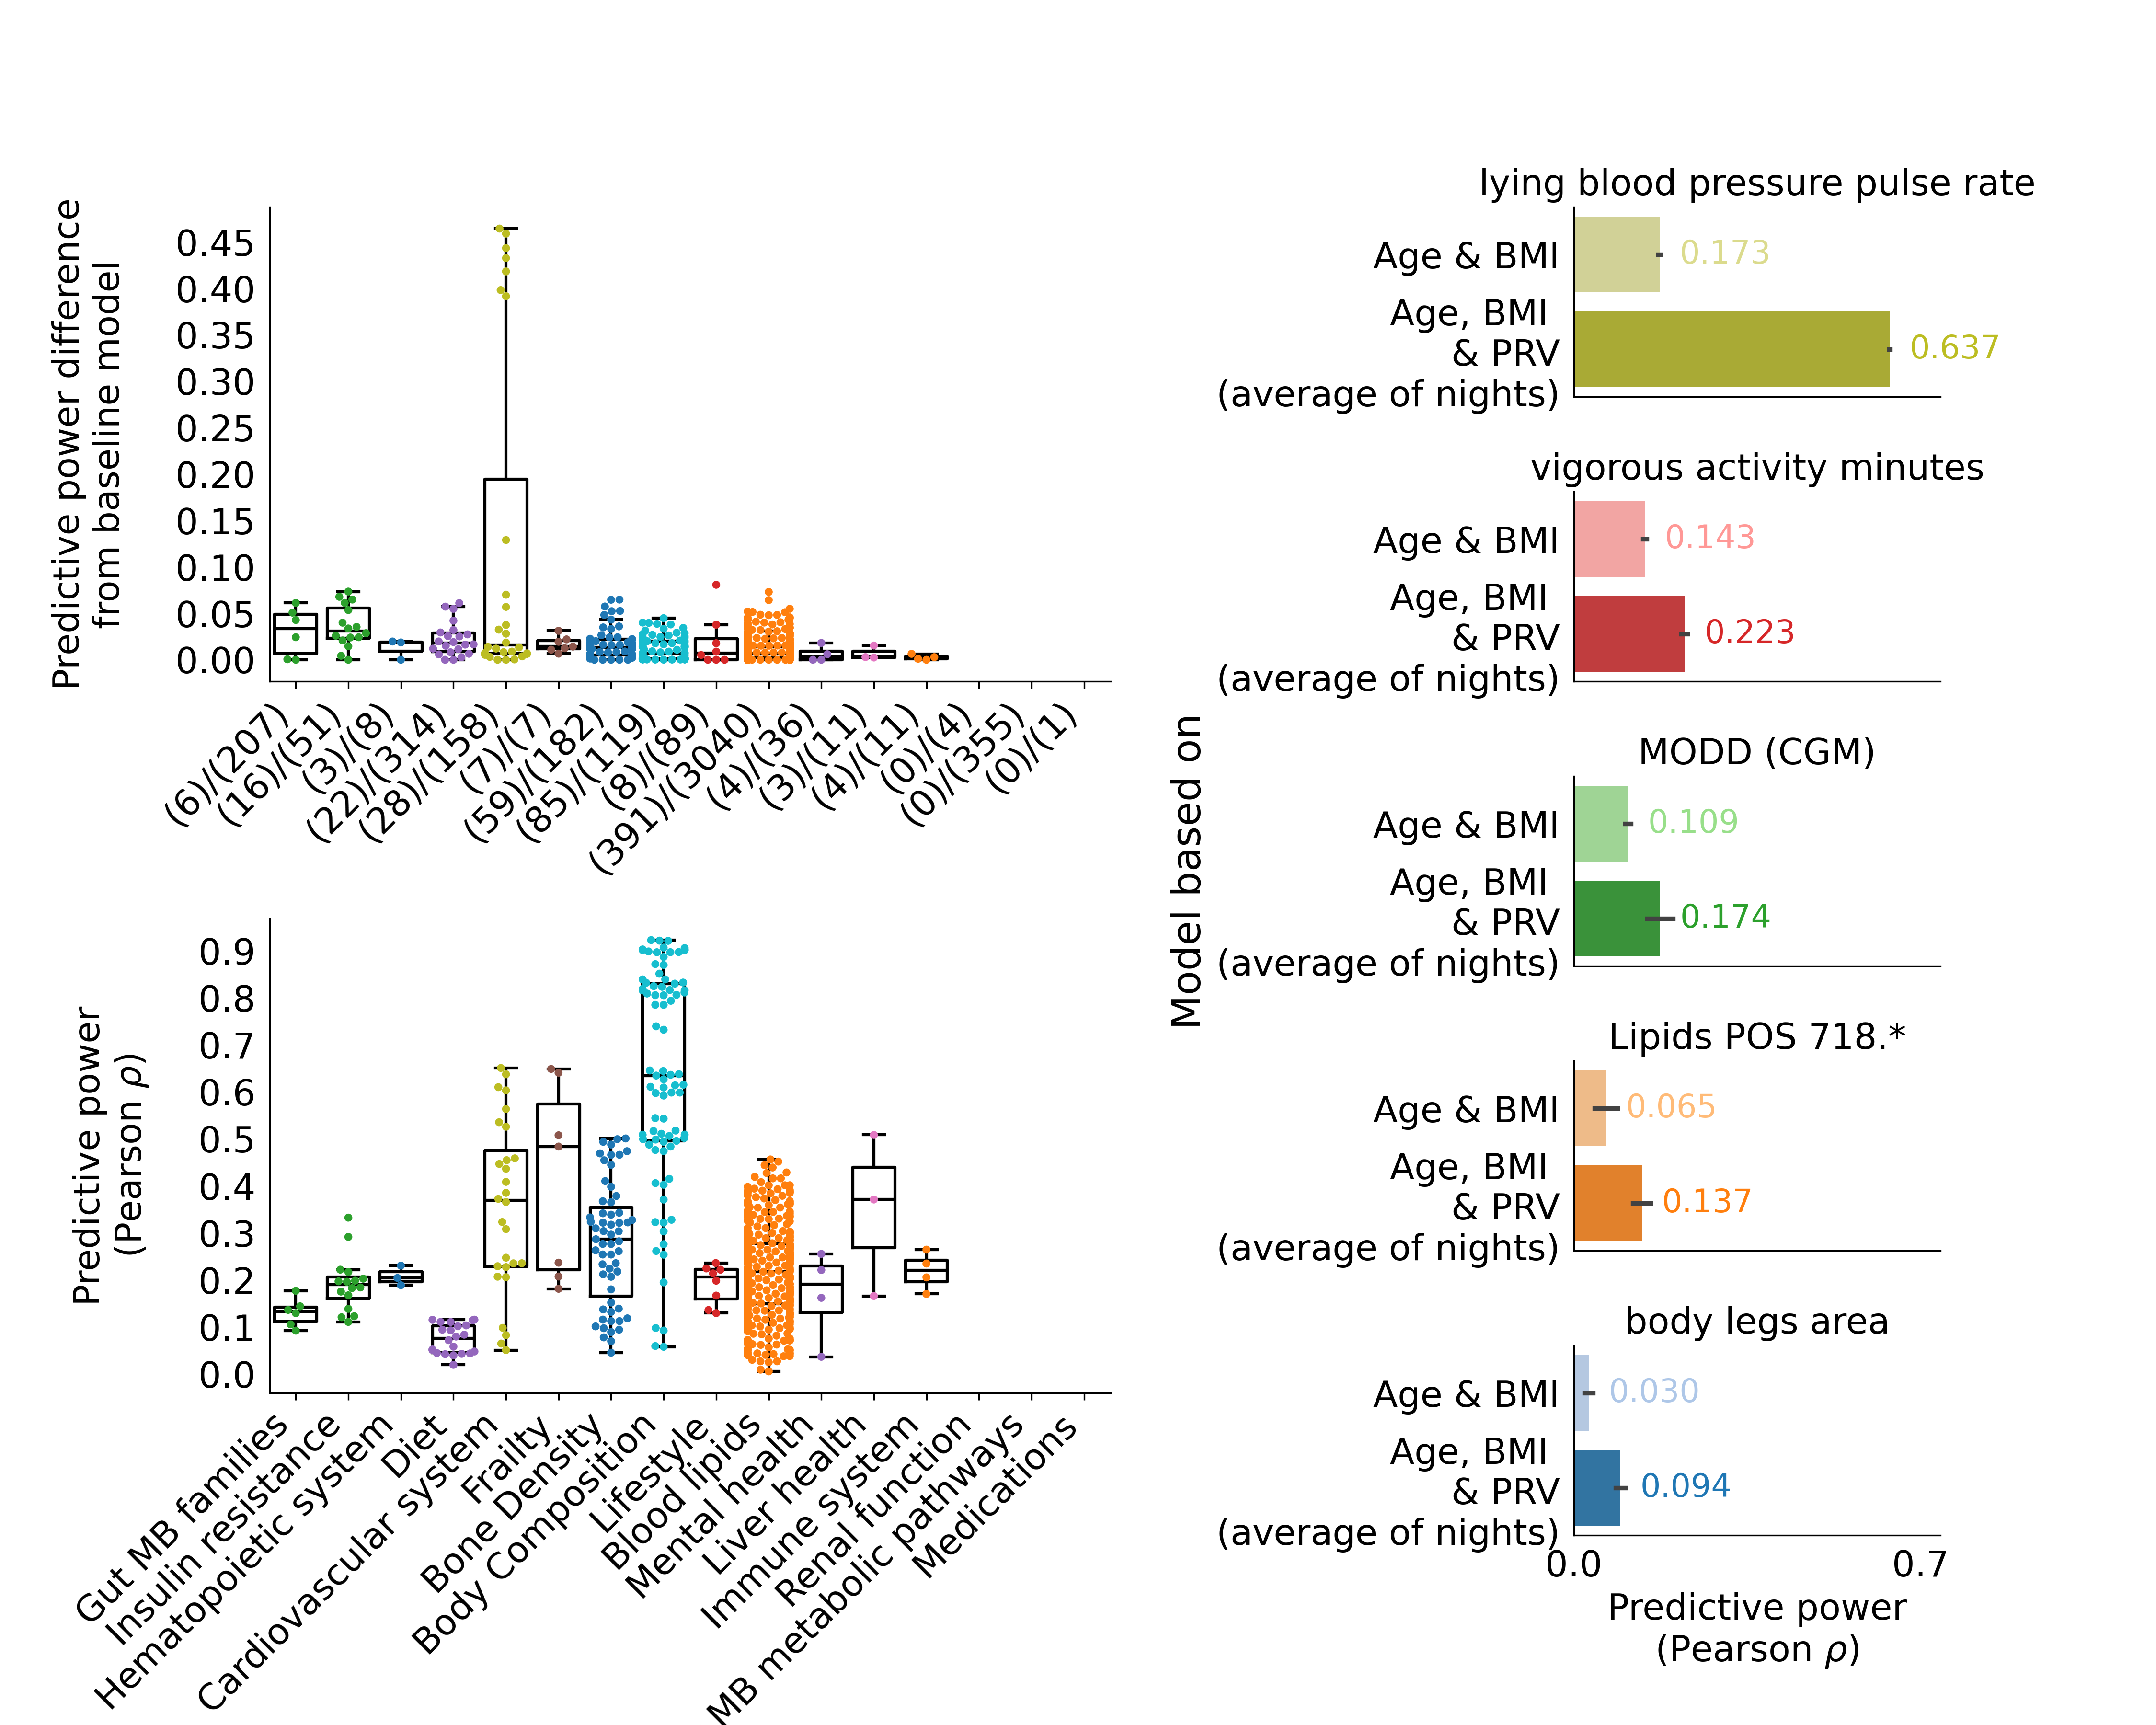 Predictive power difference
from baseline model
0.45
0.40
0.35
0.30
0.25
0.20
0.15
0.10
0.05
0.00
(6)/(207)
(16)/(51)
(3)/(8)
(22)/(314)
(28)/(158)
(7)/(7)
(59)/(182)
(85)/(119)
(8)/(89)
(391)/(3040)
(4)/(36)
(3)/(11)
(4)/(11)
(0)/(4)
(0)/(355)
(0)/(1)
Predictive power
(Pearson ρ)
0.9
0.8
0.7
0.6
0.5
0.4
0.3
0.2
0.1
0.0
Gut MB families
Insulin resistance
Hematopoietic system
Diet
Cardiovascular system
Frailty
Bone Density
Body Composition
Lifestyle
Blood lipids
Mental health
Liver health
Immune system
Renal function
MB metabolic pathways
Medications
Model based on
lying blood pressure pulse rate
Age & BMI
0.173
Age, BMI
& PRV
(average of nights)
0.637
vigorous activity minutes
Age & BMI
0.143
Age, BMI
& PRV
(average of nights)
0.223
MODD (CGM)
Age & BMI
0.109
Age, BMI
& PRV
(average of nights)
0.174
Lipids POS 718.*
Age & BMI
0.065
Age, BMI
& PRV
(average of nights)
0.137
body legs area
Age & BMI
0.030
Age, BMI
& PRV
(average of nights)
0.094
0.0
0.7
Predictive power
(Pearson ρ)